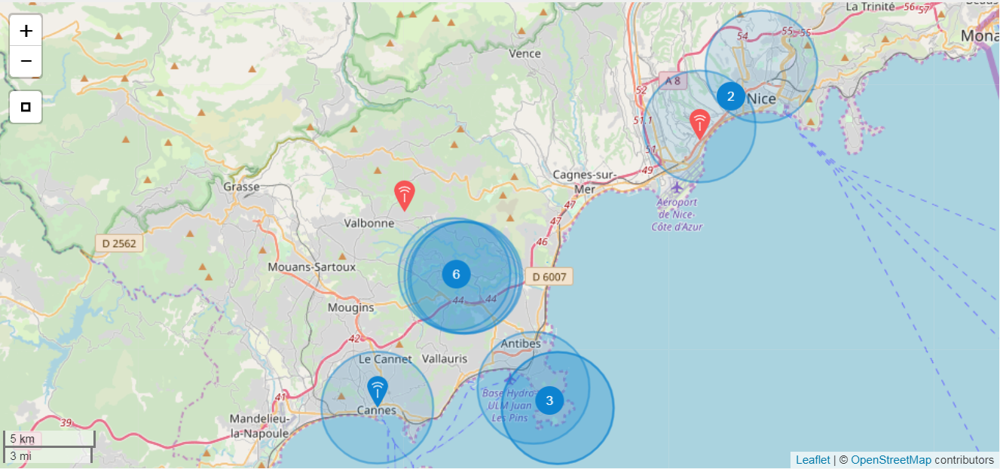 +
−
La Trinité
56
57
54
55
55
Mona
Vence
A 8
52
2
Nice
51.1
51
49
Grasse
Cagnes-sur-
Mer
47
Aéroport
de Nice-
Côte d'Azur
Valbonne
47
D 2562
46
Mouans-Sartoux
6
D 6007
44
44
Mougins
42
Antibes
Le Cannet
Vallauris
41
Base Hydro-
ULM Juan
Les Pins
3
Cannes
39
Mandelieu-
la-Napoule
5 km
A 8
3 mi
Leaflet | © OpenStreetMap contributors